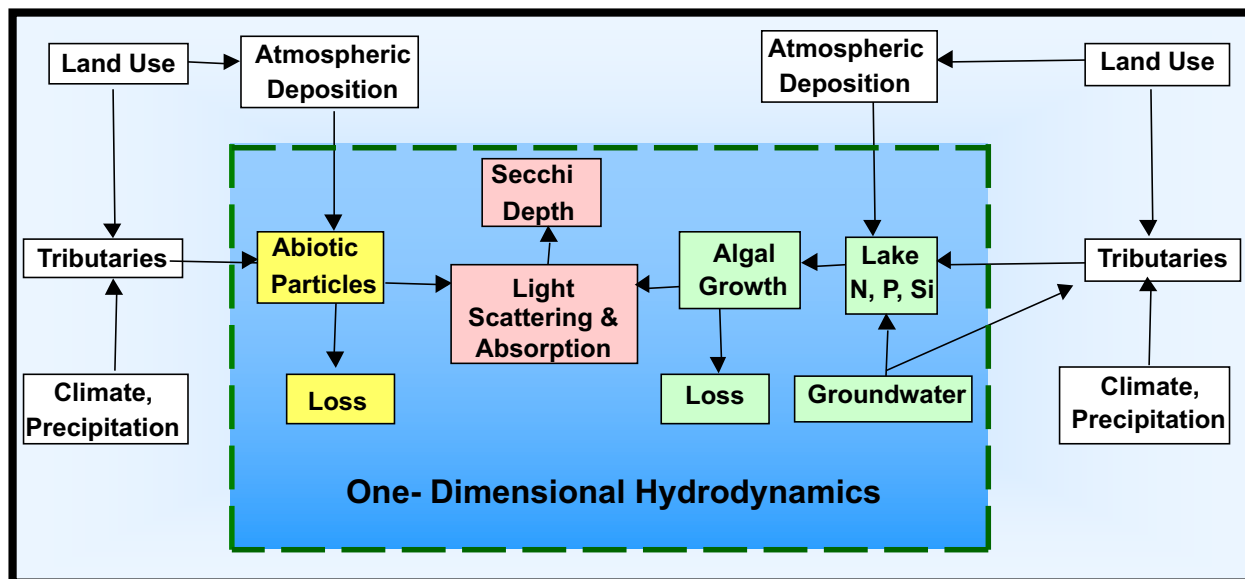 Land Use
Atmospheric
Deposition
Atmospheric
Deposition
Land Use
Secchi
Depth
Tributaries
Abiotic
Particles
Light
Scattering &
Absorption
Algal
Growth
Lake
N, P, Si
Tributaries
Climate,
Precipitation
Loss
Loss
Groundwater
Climate,
Precipitation
One- Dimensional Hydrodynamics